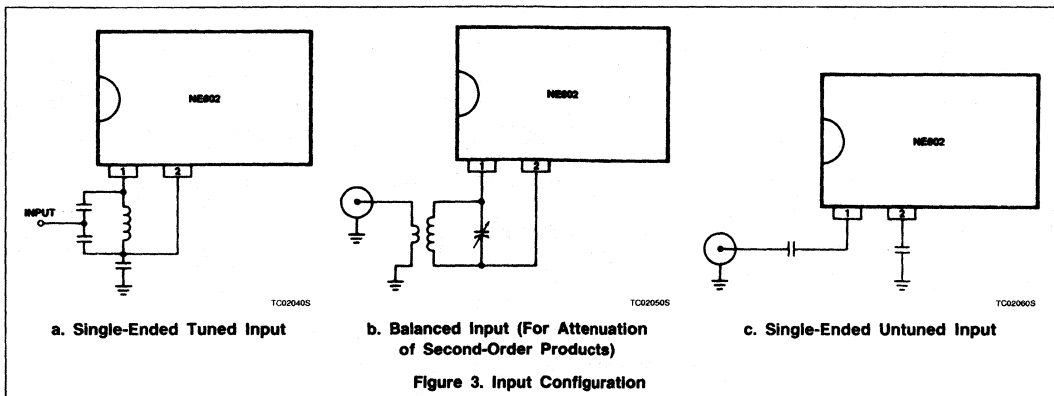 NE602
1
2
INPUT
TC02040S
a. Single-Ended Tuned Input
NE602
1
2
TC02050S
b. Balanced Input (For Attenuation
of Second-Order Products)
NE602
1
2
TC02060S
c. Single-Ended Untuned Input
Figure 3. Input Configuration